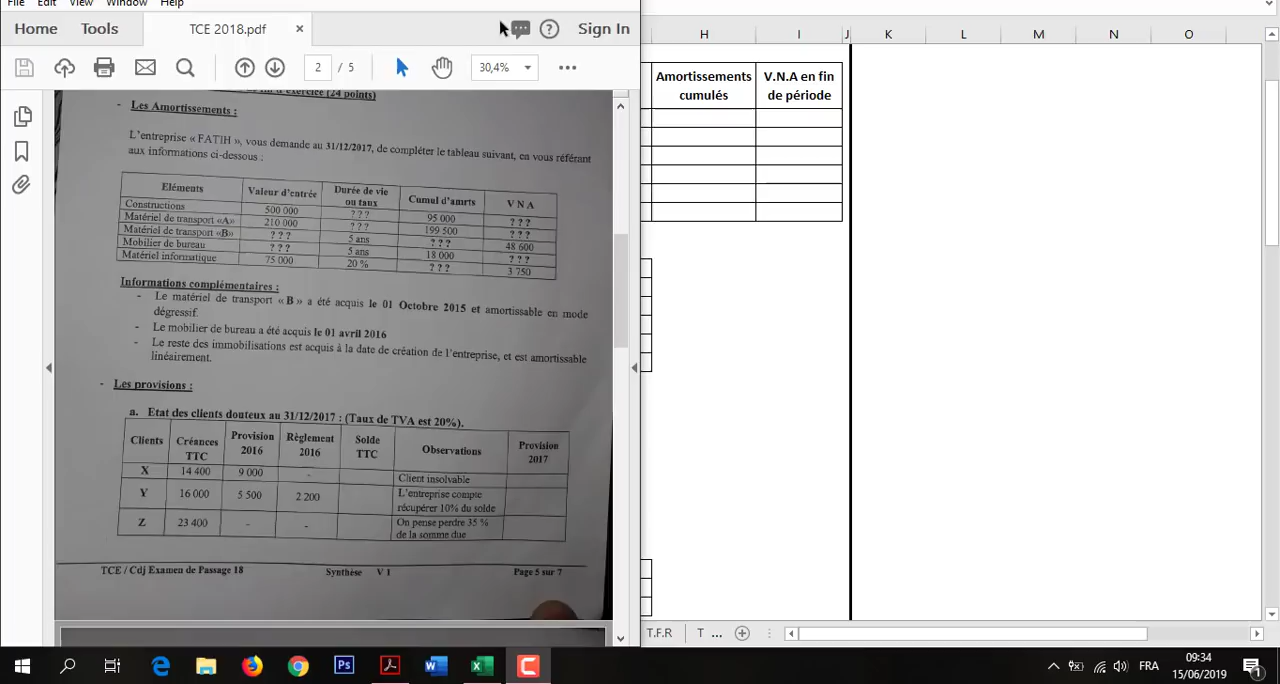 File Edit View Window Help
Home Tools TCE 2018.pdf × Sign In
2 / 5 30,4%
d'exercice (24 points)
- Les Amortissements :
L'entreprise « FATIH », vous demande au 31/12/2017, de compléter le tableau suivant, en vous référant
aux informations ci-dessous :
Eléments Valeur d'entrée Durée de vie ou taux Cumul d'amrts V N A
Constructions 500 000 ? ? ? 95 000 ? ? ?
Matériel de transport «A» 210 000 ? ? ? 199 500 ? ? ?
Matériel de transport «B» ? ? ? 5 ans ? ? ? 48 600
Mobilier de bureau ? ? ? 5 ans 18 000 ? ? ?
Matériel informatique 75 000 20 % ? ? ? 3 750
Informations complémentaires :
- Le matériel de transport « B » a été acquis le 01 Octobre 2015 et amortissable en mode
dégressif.
- Le mobilier de bureau a été acquis le 01 avril 2016
- Le reste des immobilisations est acquis à la date de création de l'entreprise, et est amortissable
linéairement.
- Les provisions :
a. Etat des clients douteux au 31/12/2017 : (Taux de TVA est 20%).
Clients Créances TTC Provision 2016 Règlement 2016 Solde TTC Observations Provision 2017
X 14 400 9 000 - Client insolvable
Y 16 000 5 500 2 200 L'entreprise compte
récupérer 10% du solde
Z 23 400 - - On pense perdre 35 %
de la somme due
TCE / Cdj Examen de Passage 18 Synthèse V 1 Page 5 sur 7
H I J K L M N O
Amortissements V.N.A en fin
cumulés de période
T.F.R T ...
FRA 09:34
15/06/2019 1